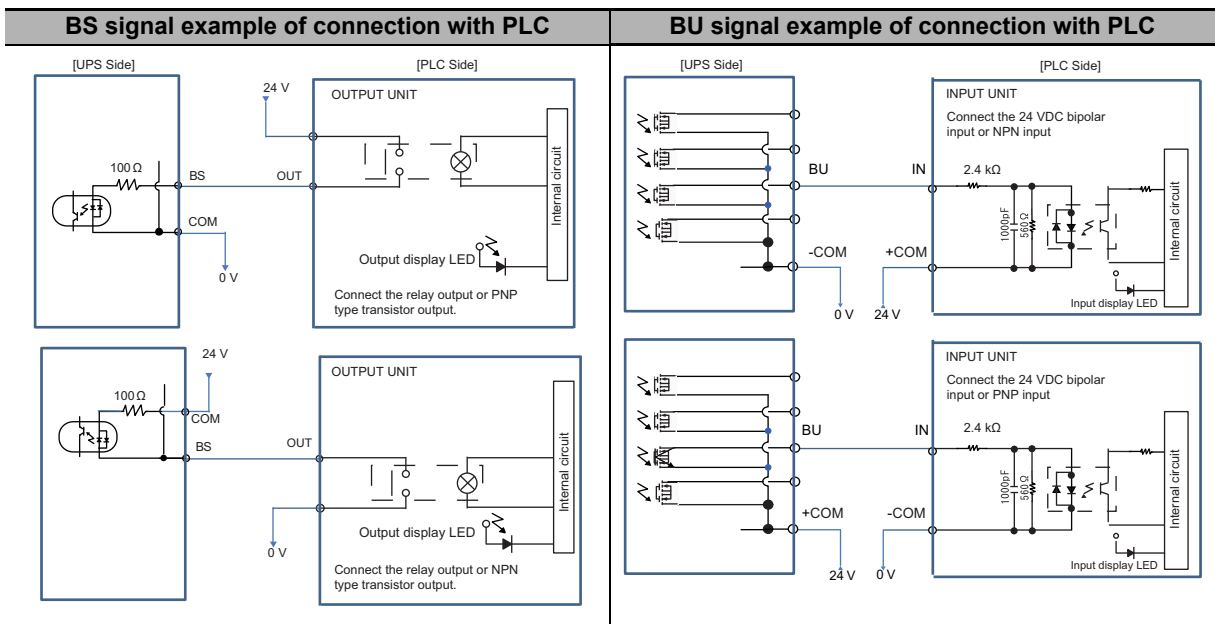 BS signal example of connection with PLC
BU signal example of connection with PLC
[UPS Side]
[PLC Side]
24 V
OUTPUT UNIT
100 Ω
BS
OUT
COM
0 V
Internal circuit
Output display LED
Connect the relay output or PNP
type transistor output.
24 V
OUTPUT UNIT
100 Ω
COM
BS
OUT
0 V
Internal circuit
Output display LED
Connect the relay output or NPN
type transistor output.
[UPS Side]
[PLC Side]
INPUT UNIT
Connect the 24 VDC bipolar
input or NPN input
BU
IN
2.4 kΩ
1000pF
560 Ω
Internal circuit
-COM
+COM
0 V
24 V
Input display LED
INPUT UNIT
Connect the 24 VDC bipolar
input or PNP input
BU
IN
2.4 kΩ
1000pF
560 Ω
Internal circuit
+COM
-COM
24 V
0 V
Input display LED